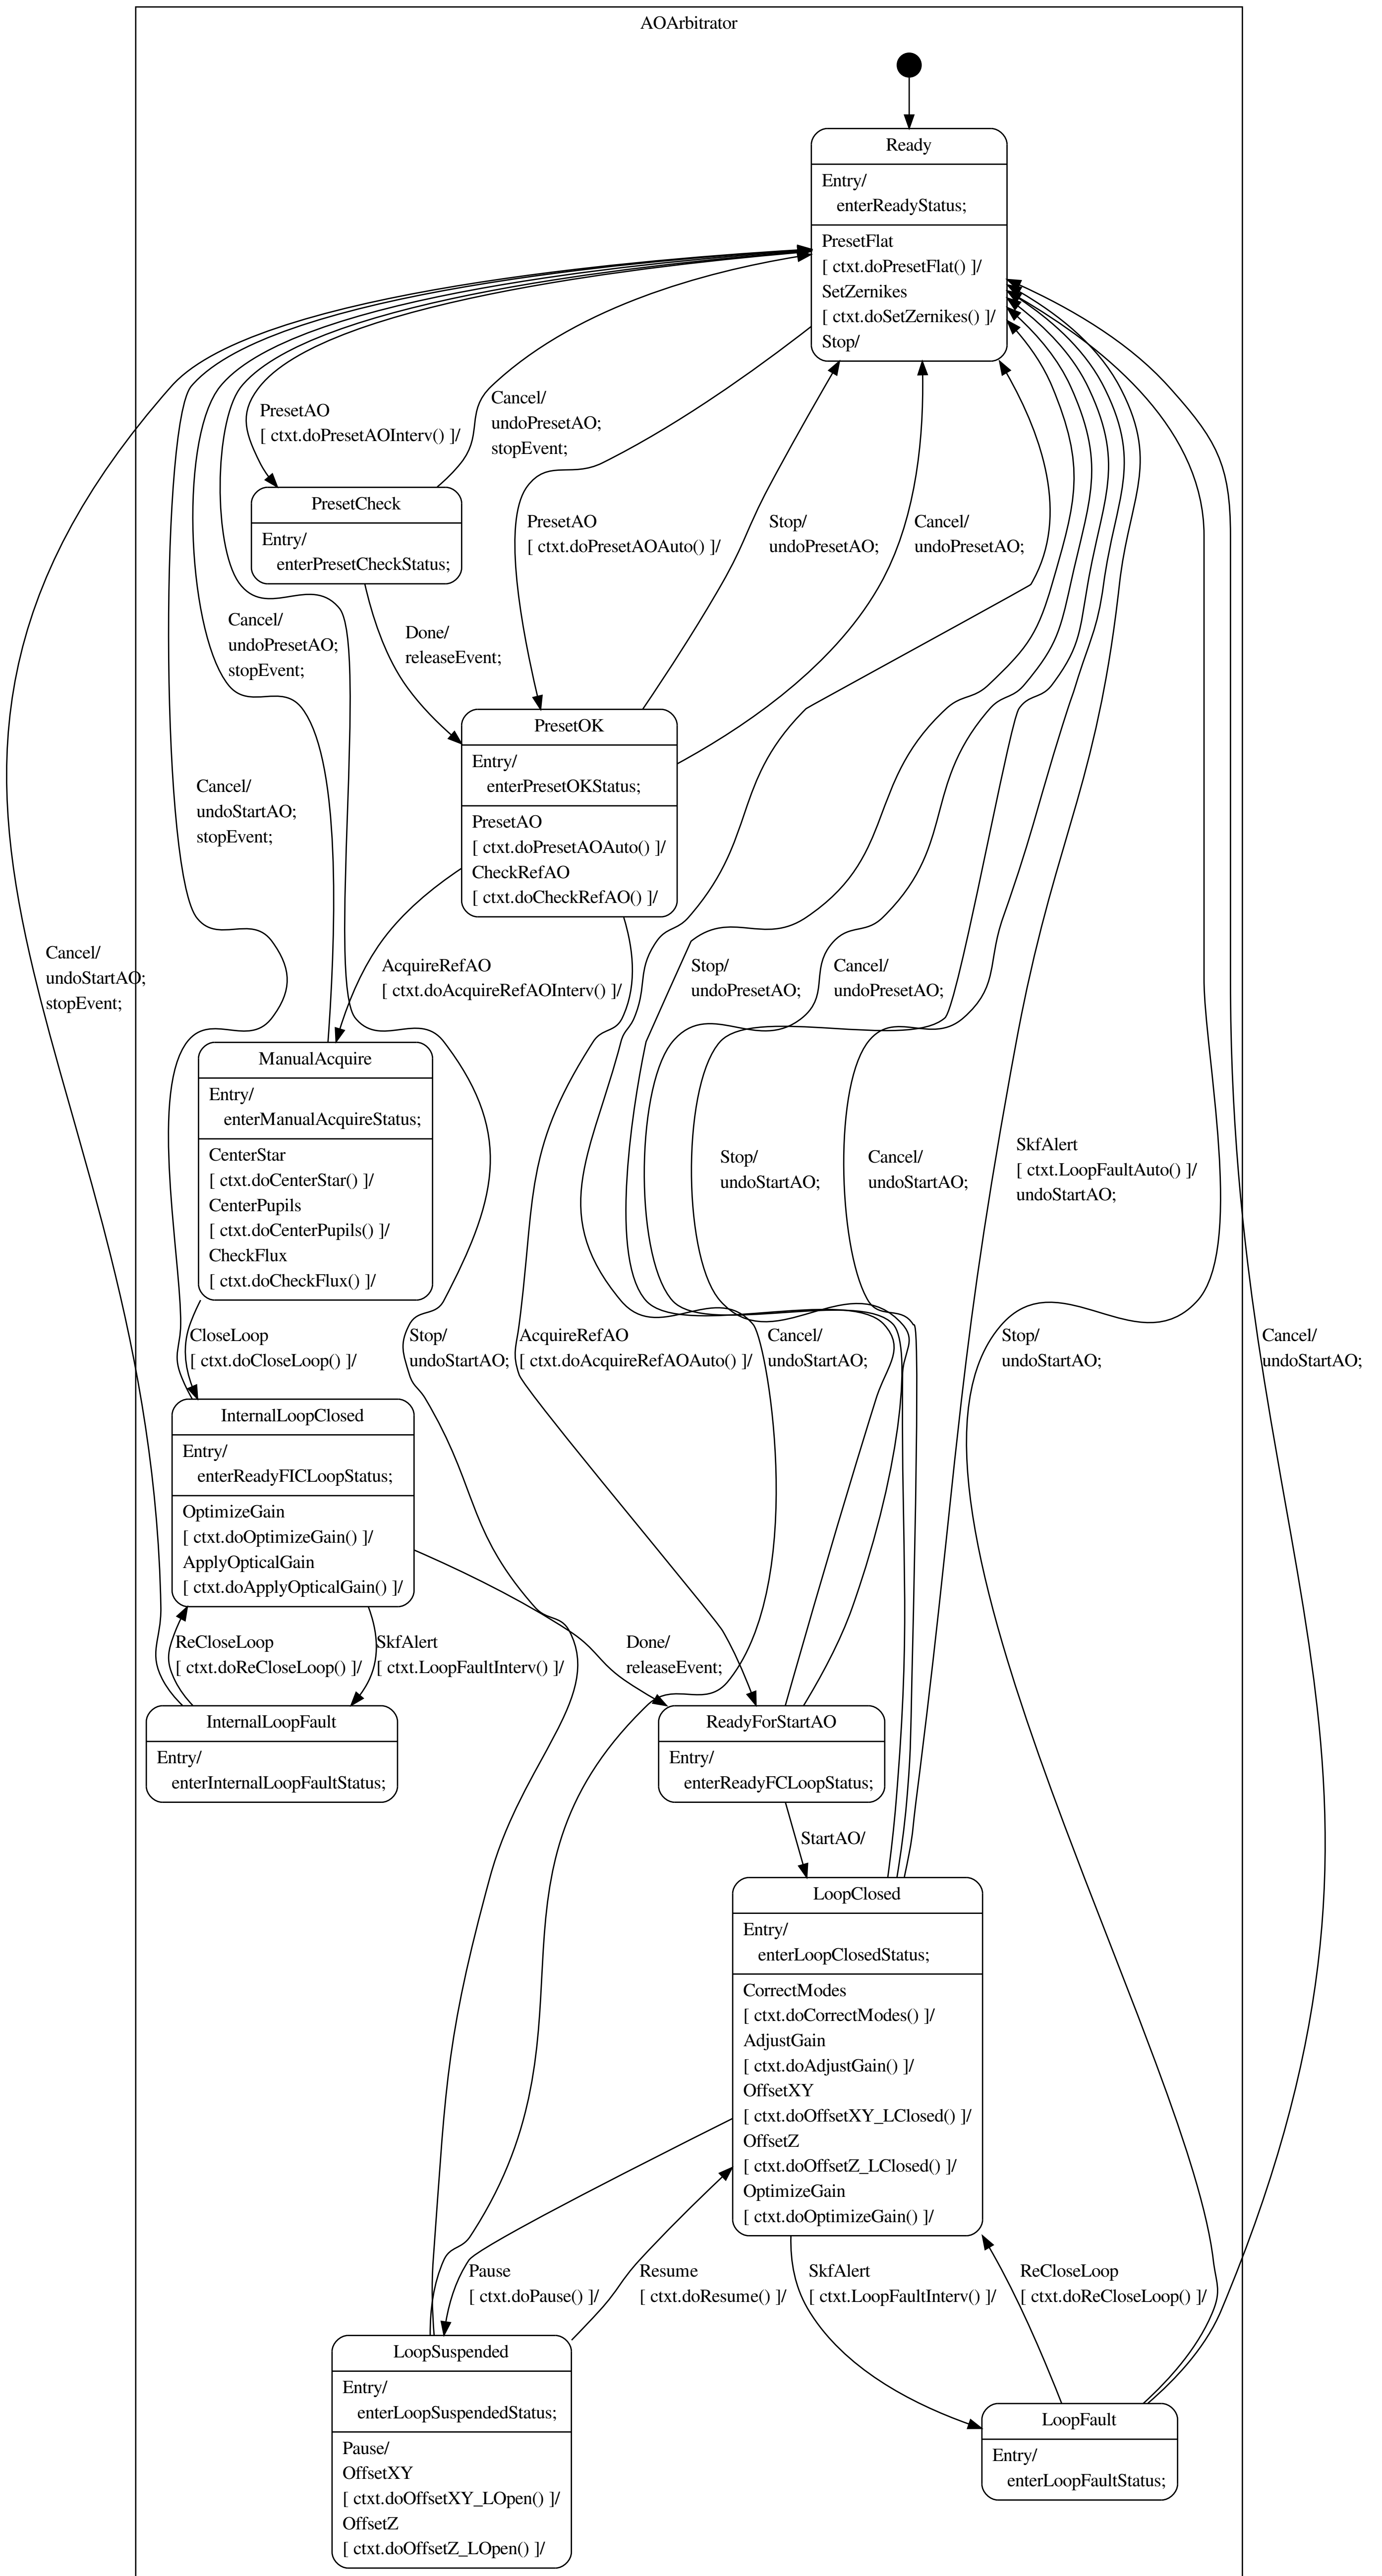 AOArbitrator
Ready
Entry/
enterReadyStatus;
PresetFlat
[ ctxt.doPresetFlat() ]/
SetZernikes
[ ctxt.doSetZernikes() ]/
Stop/
PresetAO
[ ctxt.doPresetAOInterv() ]/
Cancel/
undoPresetAO;
stopEvent;
PresetCheck
Entry/
enterPresetCheckStatus;
PresetAO
[ ctxt.doPresetAOAuto() ]/
Stop/
undoPresetAO;
Cancel/
undoPresetAO;
Cancel/
undoPresetAO;
stopEvent;
Done/
releaseEvent;
PresetOK
Entry/
enterPresetOKStatus;
PresetAO
[ ctxt.doPresetAOAuto() ]/
CheckRefAO
[ ctxt.doCheckRefAO() ]/
Cancel/
undoStartAO;
stopEvent;
Cancel/
undoStartAO;
stopEvent;
AcquireRefAO
[ ctxt.doAcquireRefAOInterv() ]/
Stop/
undoPresetAO;
Cancel/
undoPresetAO;
ManualAcquire
Entry/
enterManualAcquireStatus;
CenterStar
[ ctxt.doCenterStar() ]/
CenterPupils
[ ctxt.doCenterPupils() ]/
CheckFlux
[ ctxt.doCheckFlux() ]/
Stop/
undoStartAO;
Cancel/
undoStartAO;
SkfAlert
[ ctxt.LoopFaultAuto() ]/
undoStartAO;
CloseLoop
[ ctxt.doCloseLoop() ]/
Stop/
undoStartAO;
AcquireRefAO
[ ctxt.doAcquireRefAOAuto() ]/
Cancel/
undoStartAO;
Stop/
undoStartAO;
Cancel/
undoStartAO;
InternalLoopClosed
Entry/
enterReadyFICLoopStatus;
OptimizeGain
[ ctxt.doOptimizeGain() ]/
ApplyOpticalGain
[ ctxt.doApplyOpticalGain() ]/
ReCloseLoop
[ ctxt.doReCloseLoop() ]/
SkfAlert
[ ctxt.LoopFaultInterv() ]/
Done/
releaseEvent;
InternalLoopFault
Entry/
enterInternalLoopFaultStatus;
ReadyForStartAO
Entry/
enterReadyFCLoopStatus;
StartAO/
LoopClosed
Entry/
enterLoopClosedStatus;
CorrectModes
[ ctxt.doCorrectModes() ]/
AdjustGain
[ ctxt.doAdjustGain() ]/
OffsetXY
[ ctxt.doOffsetXY_LClosed() ]/
OffsetZ
[ ctxt.doOffsetZ_LClosed() ]/
OptimizeGain
[ ctxt.doOptimizeGain() ]/
Pause
[ ctxt.doPause() ]/
Resume
[ ctxt.doResume() ]/
SkfAlert
[ ctxt.LoopFaultInterv() ]/
ReCloseLoop
[ ctxt.doReCloseLoop() ]/
LoopSuspended
Entry/
enterLoopSuspendedStatus;
Pause/
OffsetXY
[ ctxt.doOffsetXY_LOpen() ]/
OffsetZ
[ ctxt.doOffsetZ_LOpen() ]/
LoopFault
Entry/
enterLoopFaultStatus;